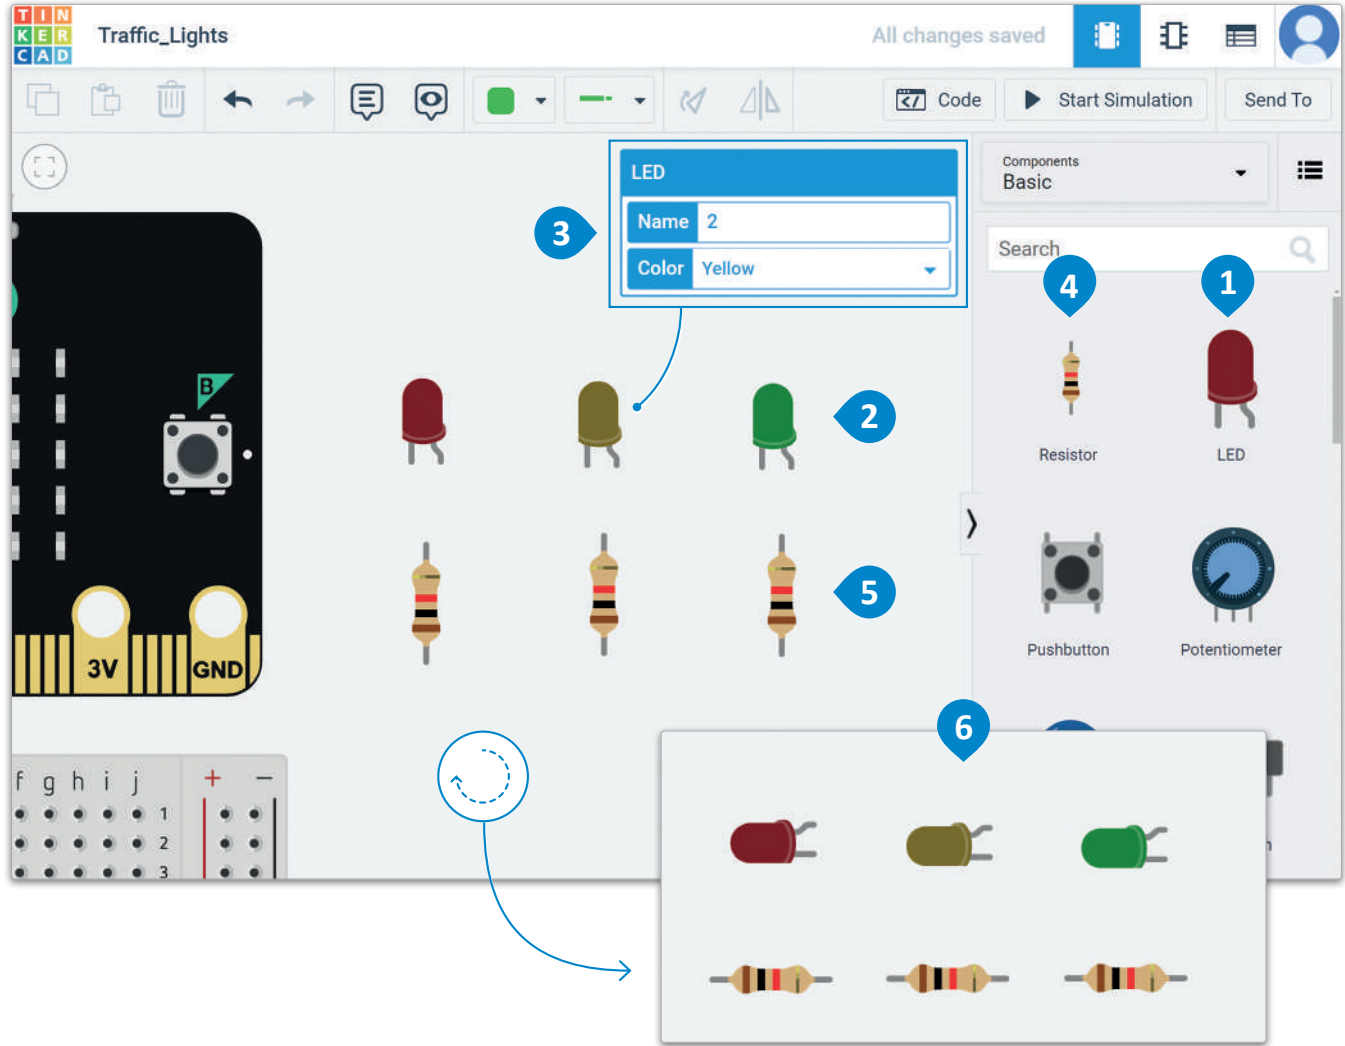 TIN
KER
CAD
Traffic_Lights
All changes saved
Code
Start Simulation
Send To
LED
Name 2
Color Yellow
3
Components
Basic
Search
4
1
Resistor
LED
B
2
5
Pushbutton
Potentiometer
3V
GND
6
f g h i j + −
1
2
3
n